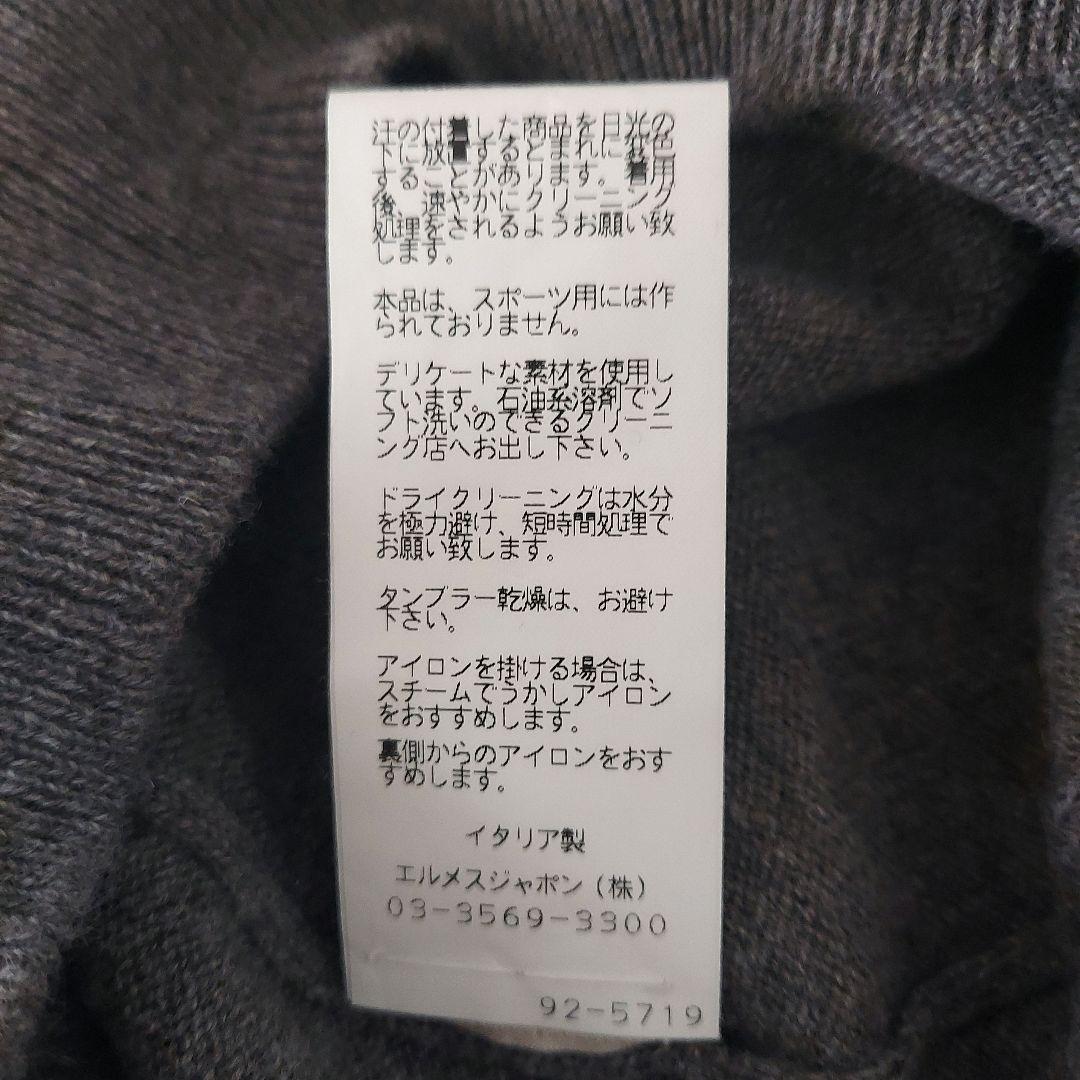 汗の付着した商品を日光の
下に放置するとまれに変色
することがあります。着用
後、速やかにクリーニング
処理をされるようお願い致
します。
本品は、スポーツ用には作
られておりません。
デリケートな素材を使用し
ています。石油系溶剤でソ
フト洗いのできるクリーニ
ング店へお出し下さい。
ドライクリーニングは水分
を極力避け、短時間処理で
お願い致します。
タンブラー乾燥は、お避け
下さい。
アイロンを掛ける場合は、
スチームでうかしアイロン
をおすすめします。
裏側からのアイロンをおす
すめします。
イタリア製
エルメスジャポン（株）
03-3569-3300
92-5719